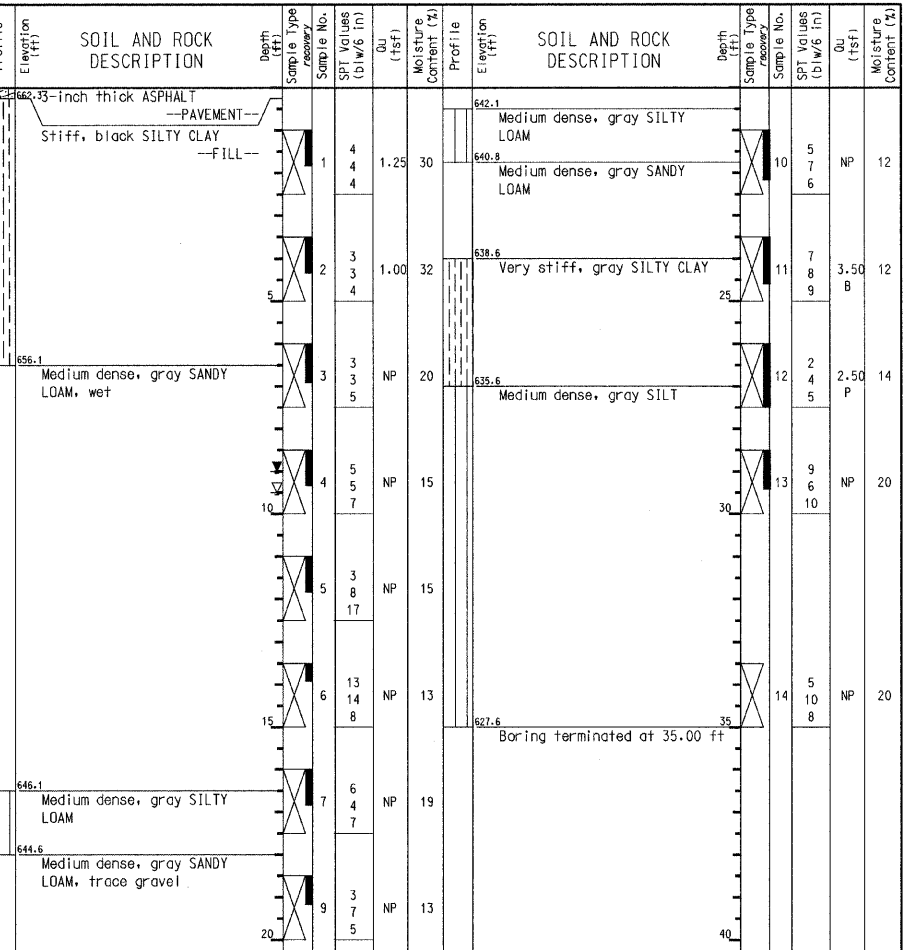 Elevation (ft)
SOIL AND ROCK DESCRIPTION
Depth (ft)
Sample Type
recovery
Sample No.
SPT Values (blw/6 in)
Qu (tsf)
Moisture Content (%)
Profile
Elevation (ft)
SOIL AND ROCK DESCRIPTION
Depth (ft)
Sample Type
recovery
Sample No.
SPT Values (blw/6 in)
Qu (tsf)
Moisture Content (%)
662.3 3-inch thick ASPHALT
--PAVEMENT--
Stiff, black SILTY CLAY
--FILL--
1
4
4
4
1.25
30
2
3
3
4
1.00
32
5
656.1
Medium dense, gray SANDY
LOAM, wet
3
3
3
5
NP
20
4
5
5
7
NP
15
10
5
3
8
17
NP
15
6
13
14
8
NP
13
15
646.1
Medium dense, gray SILTY
LOAM
7
6
4
7
NP
19
644.6
Medium dense, gray SANDY
LOAM, trace gravel
9
3
7
5
NP
13
20
642.1
Medium dense, gray SILTY
LOAM
640.8
Medium dense, gray SANDY
LOAM
10
5
7
6
NP
12
638.6
Very stiff, gray SILTY CLAY
11
7
8
9
3.50
B
12
25
12
2
4
5
2.50
P
14
635.6
Medium dense, gray SILT
13
9
6
10
NP
20
30
14
5
10
8
NP
20
627.6
35
Boring terminated at 35.00 ft
40